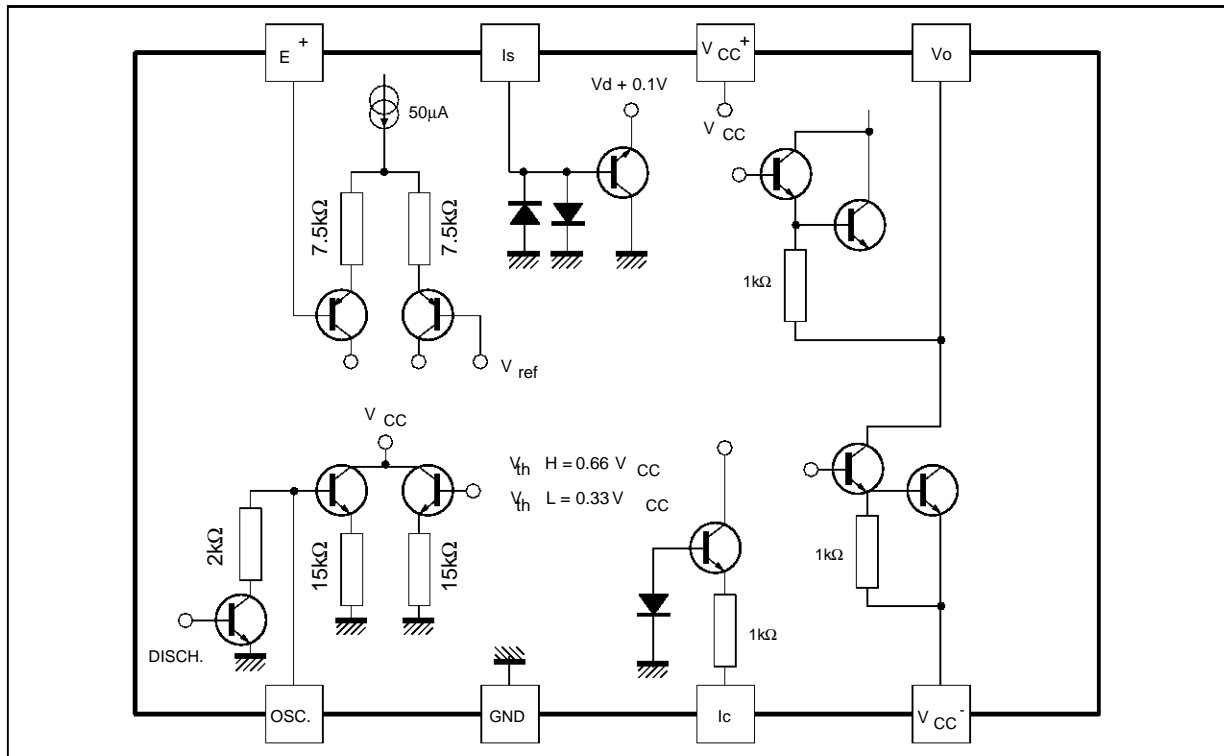 E+
Is
VCC+
Vo
50µA
Vd + 0.1V
VCC
7.5kΩ
7.5kΩ
1kΩ
Vref
VCC
Vth H = 0.66 VCC
Vth L = 0.33 VCC
2kΩ
15kΩ
15kΩ
1kΩ
1kΩ
DISCH.
OSC.
GND
Ic
VCC-